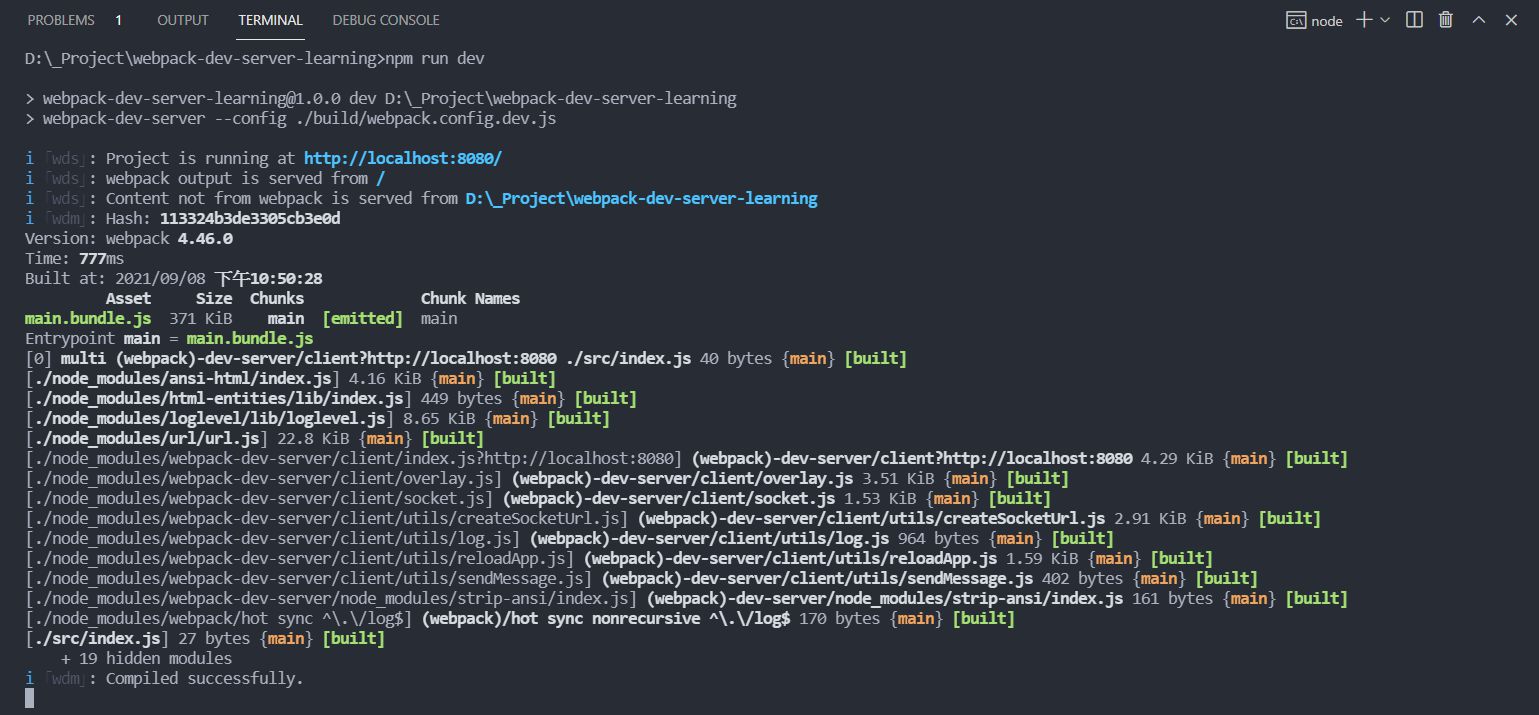 PROBLEMS 1 OUTPUT TERMINAL DEBUG CONSOLE node
D:\_Project\webpack-dev-server-learning>npm run dev
> webpack-dev-server-learning@1.0.0 dev D:\_Project\webpack-dev-server-learning
> webpack-dev-server --config ./build/webpack.config.dev.js
i ｢wds｣: Project is running at http://localhost:8080/
i ｢wds｣: webpack output is served from /
i ｢wds｣: Content not from webpack is served from D:\_Project\webpack-dev-server-learning
i ｢wdm｣: Hash: 113324b3de3305cb3e0d
Version: webpack 4.46.0
Time: 777ms
Built at: 2021/09/08 下午10:50:28
Asset Size Chunks Chunk Names
main.bundle.js 371 KiB main [emitted] main
Entrypoint main = main.bundle.js
[0] multi (webpack)-dev-server/client?http://localhost:8080 ./src/index.js 40 bytes {main} [built]
[./node_modules/ansi-html/index.js] 4.16 KiB {main} [built]
[./node_modules/html-entities/lib/index.js] 449 bytes {main} [built]
[./node_modules/loglevel/lib/loglevel.js] 8.65 KiB {main} [built]
[./node_modules/url/url.js] 22.8 KiB {main} [built]
[./node_modules/webpack-dev-server/client/index.js?http://localhost:8080] (webpack)-dev-server/client?http://localhost:8080 4.29 KiB {main} [built]
[./node_modules/webpack-dev-server/client/overlay.js] (webpack)-dev-server/client/overlay.js 3.51 KiB {main} [built]
[./node_modules/webpack-dev-server/client/socket.js] (webpack)-dev-server/client/socket.js 1.53 KiB {main} [built]
[./node_modules/webpack-dev-server/client/utils/createSocketUrl.js] (webpack)-dev-server/client/utils/createSocketUrl.js 2.91 KiB {main} [built]
[./node_modules/webpack-dev-server/client/utils/log.js] (webpack)-dev-server/client/utils/log.js 964 bytes {main} [built]
[./node_modules/webpack-dev-server/client/utils/reloadApp.js] (webpack)-dev-server/client/utils/reloadApp.js 1.59 KiB {main} [built]
[./node_modules/webpack-dev-server/client/utils/sendMessage.js] (webpack)-dev-server/client/utils/sendMessage.js 402 bytes {main} [built]
[./node_modules/webpack-dev-server/node_modules/strip-ansi/index.js] (webpack)-dev-server/node_modules/strip-ansi/index.js 161 bytes {main} [built]
[./node_modules/webpack/hot sync ^\.\/log$] (webpack)/hot sync nonrecursive ^\.\/log$ 170 bytes {main} [built]
[./src/index.js] 27 bytes {main} [built]
+ 19 hidden modules
i ｢wdm｣: Compiled successfully.